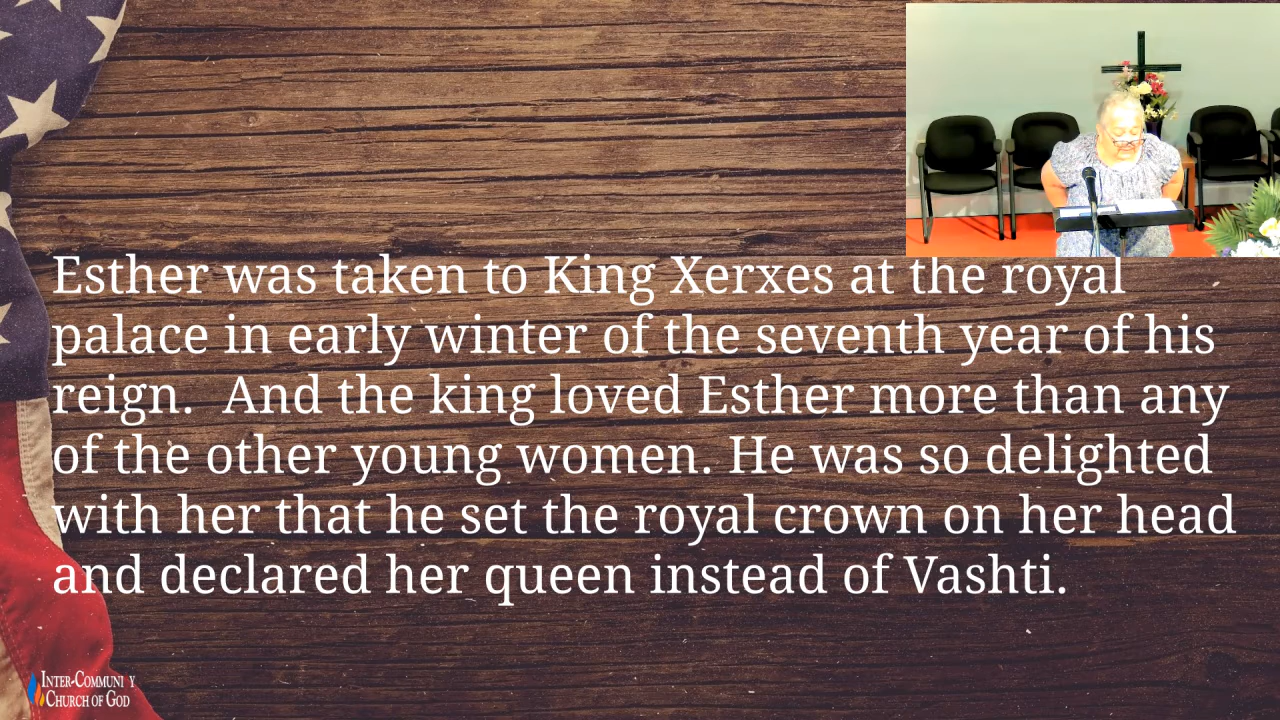 Esther was taken to King Xerxes at the royal
palace in early winter of the seventh year of his
reign.  And the king loved Esther more than any
of the other young women. He was so delighted
with her that he set the royal crown on her head
and declared her queen instead of Vashti.
INTER-COMMUNI Y
CHURCH OF GOD